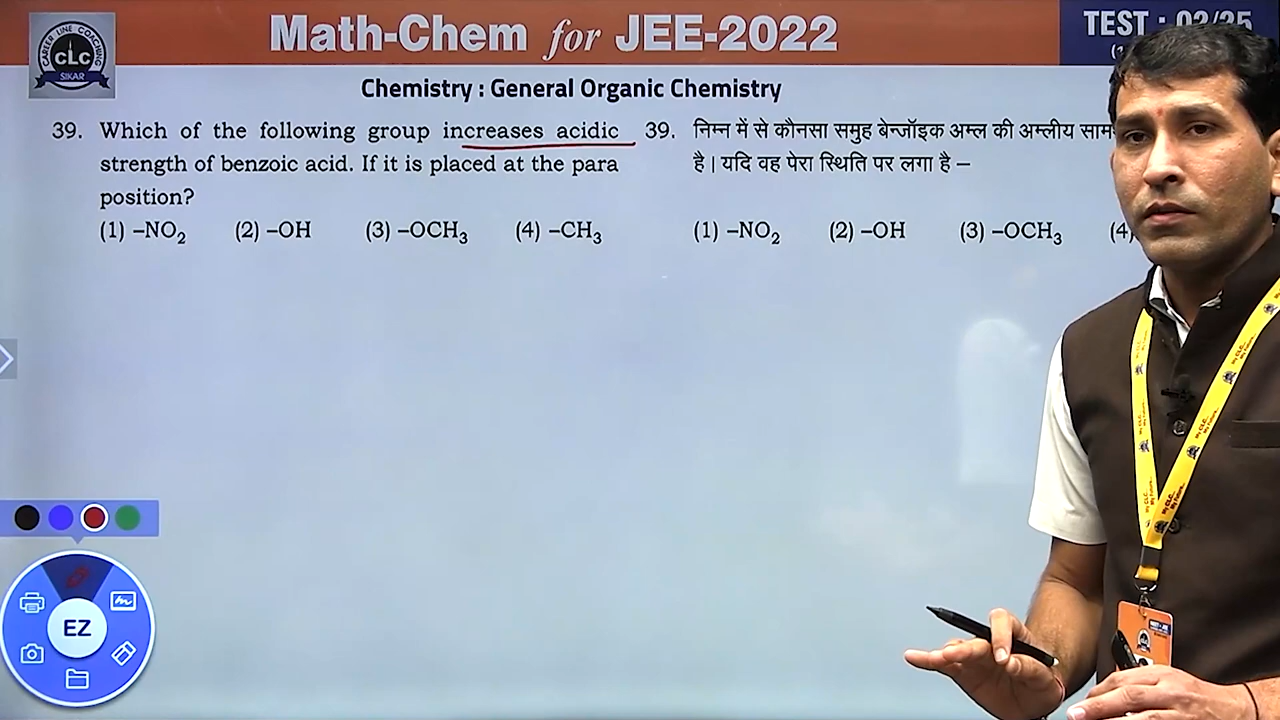 Math-Chem for JEE-2022
TEST : 02/25
CAREER LINE COACHING
CLC
SIKAR
Chemistry : General Organic Chemistry
39. Which of the following group increases acidic
strength of benzoic acid. If it is placed at the para
position?
(1) –NO₂ (2) –OH (3) –OCH₃ (4) –CH₃
39. निम्न में से कौनसा समुह बेन्जॉइक अम्ल की अम्लीय
है। यदि वह पेरा स्थिति पर लगा है –
(1) –NO₂ (2) –OH (3) –OCH₃ (4)
EZ